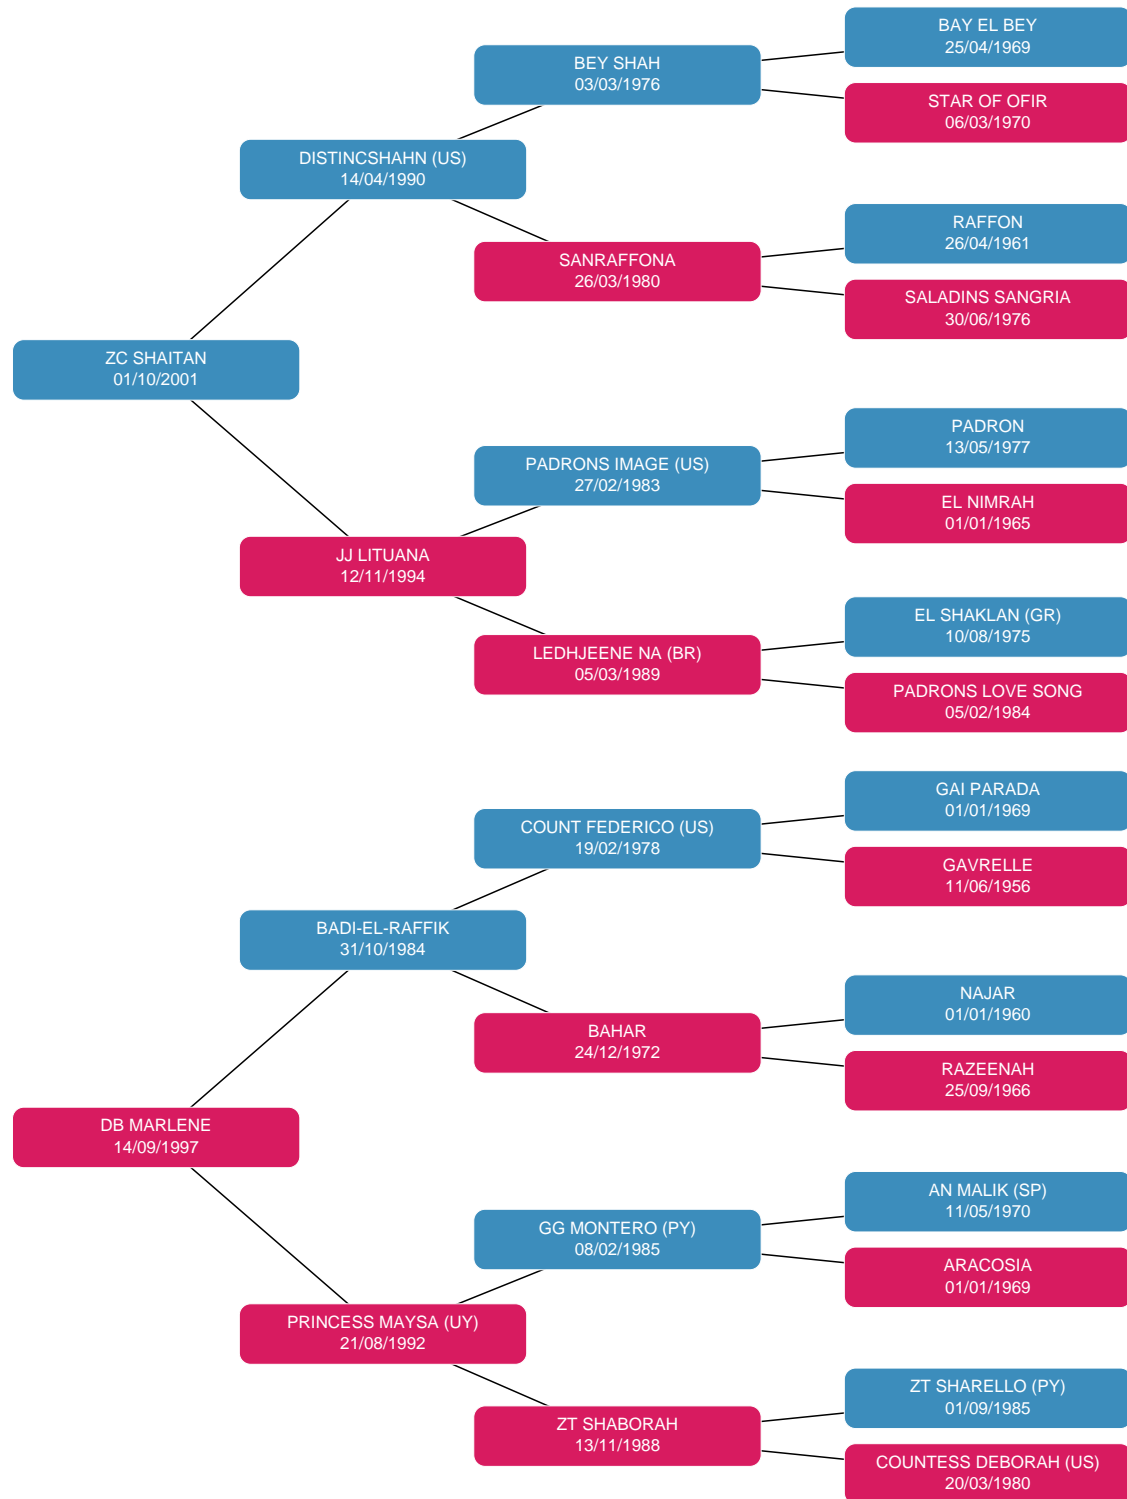 BAY EL BEY
25/04/1969
BEY SHAH
03/03/1976
STAR OF OFIR
06/03/1970
DISTINCSHAHN (US)
14/04/1990
RAFFON
26/04/1961
SANRAFFONA
26/03/1980
SALADINS SANGRIA
30/06/1976
ZC SHAITAN
01/10/2001
PADRON
13/05/1977
PADRONS IMAGE (US)
27/02/1983
EL NIMRAH
01/01/1965
JJ LITUANA
12/11/1994
EL SHAKLAN (GR)
10/08/1975
LEDHJEENE NA (BR)
05/03/1989
PADRONS LOVE SONG
05/02/1984
GAI PARADA
01/01/1969
COUNT FEDERICO (US)
19/02/1978
GAVRELLE
11/06/1956
BADI-EL-RAFFIK
31/10/1984
NAJAR
01/01/1960
BAHAR
24/12/1972
RAZEENAH
25/09/1966
DB MARLENE
14/09/1997
AN MALIK (SP)
11/05/1970
GG MONTERO (PY)
08/02/1985
ARACOSIA
01/01/1969
PRINCESS MAYSA (UY)
21/08/1992
ZT SHARELLO (PY)
01/09/1985
ZT SHABORAH
13/11/1988
COUNTESS DEBORAH (US)
20/03/1980